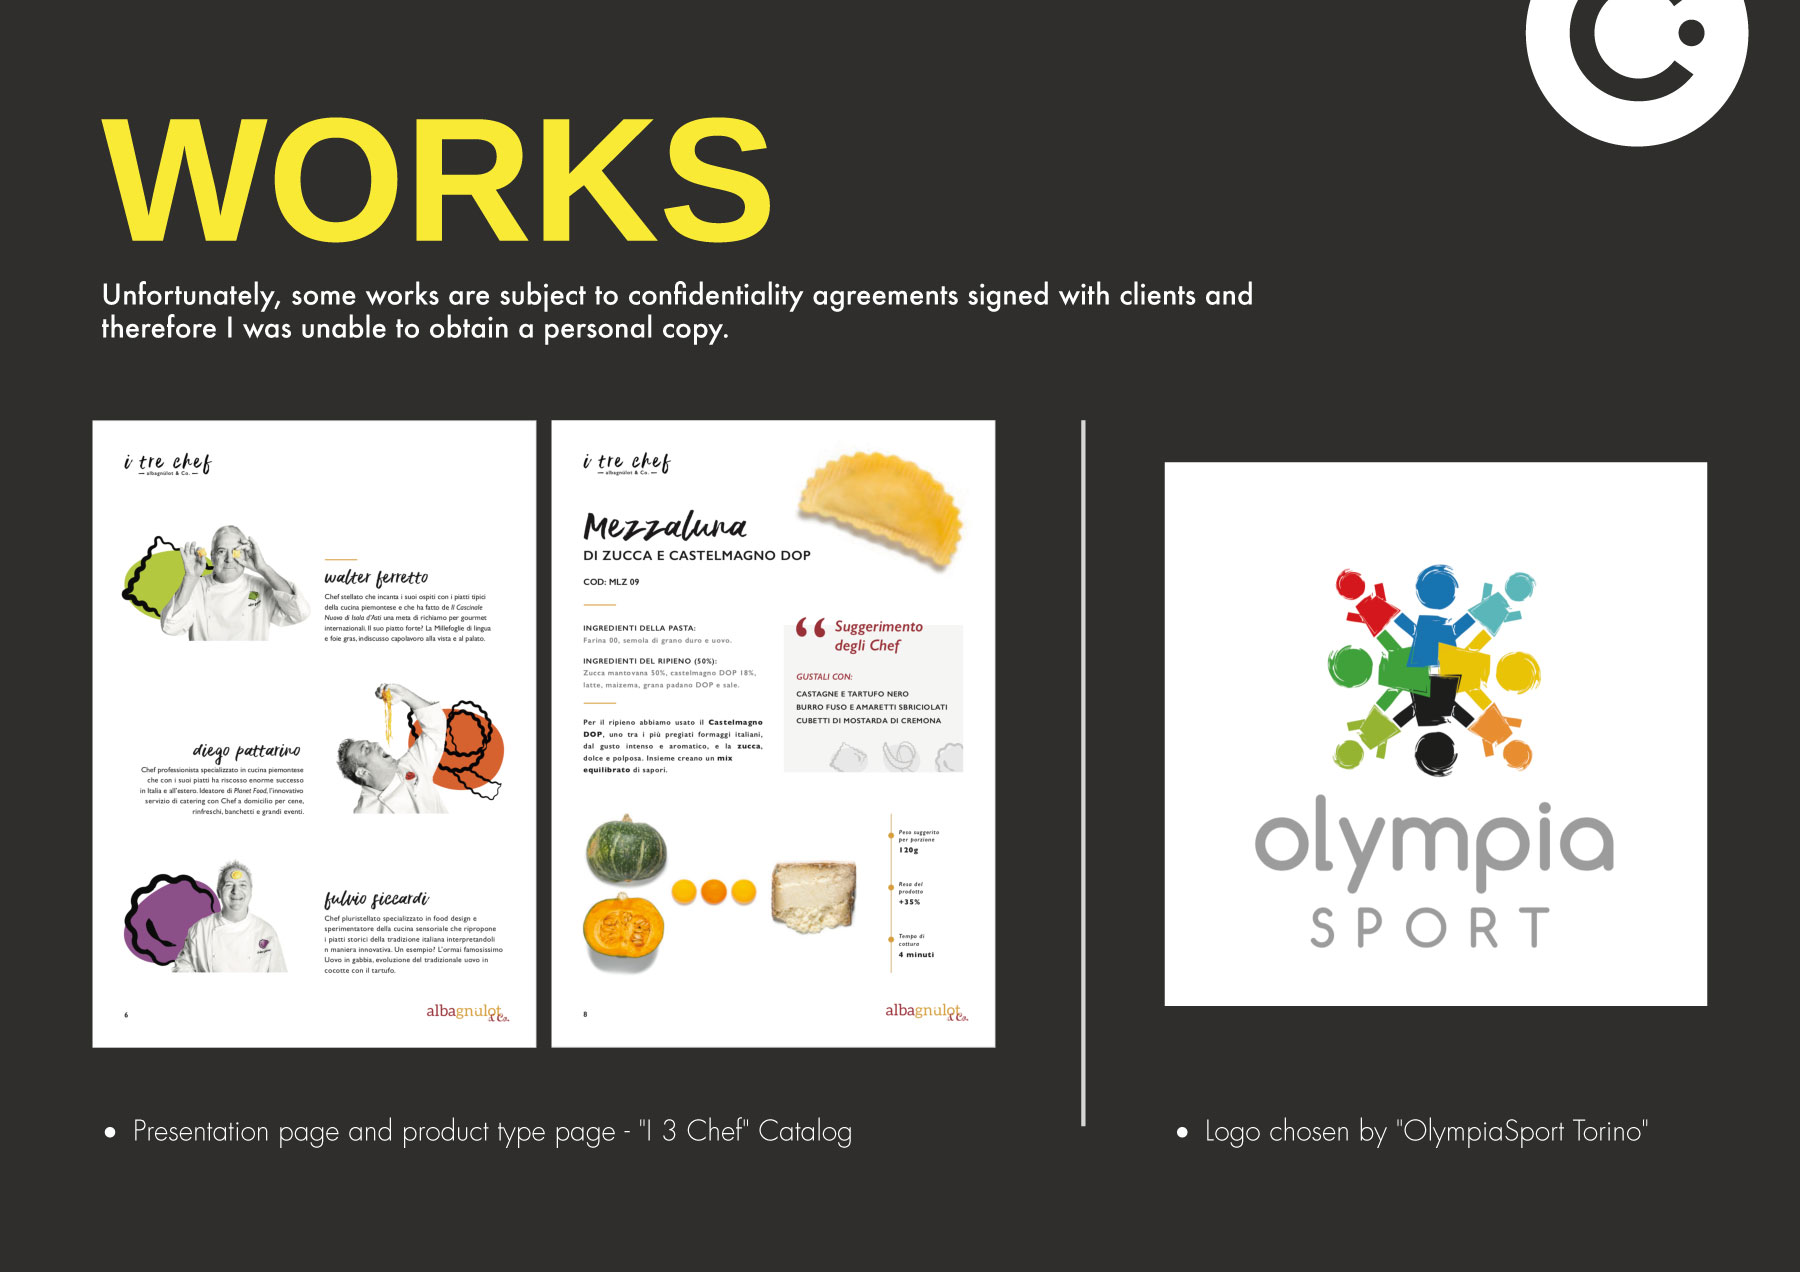 WORKS
Unfortunately, some works are subject to confidentiality agreements signed with clients and
therefore I was unable to obtain a personal copy.
i tre chef
albagnulot & Co.
walter ferretto
Chef stellato che incanta i suoi ospiti con i piatti tipici
della cucina piemontese e che ha fatto de Il Cascinale
Nuovo di Isola d'Asti una meta di richiamo per gourmet
internazionali. Il suo piatto forte? La Millefoglie di lingua
e foie gras, indiscusso capolavoro alla vista e al palato.
diego pattarino
Chef professionista specializzato in cucina piemontese
che con i suoi piatti ha riscosso enorme successo
in Italia e all'estero. Ideatore di Planet Food, l'innovativo
servizio di catering con Chef a domicilio per cene,
rinfreschi, banchetti e grandi eventi.
fulvio siccardi
Chef pluristellato specializzato in food design e
sperimentatore della cucina sensoriale che ripropone
i piatti storici della tradizione italiana interpretandoli
n maniera innovativa. Un esempio? L'ormai famosissimo
Uovo in gabbia, evoluzione del tradizionale uovo in
cocotte con il tartufo.
6
albagnulot
& Co.
i tre chef
albagnulot & Co.
Mezzaluna
DI ZUCCA E CASTELMAGNO DOP
COD: MLZ 09
INGREDIENTI DELLA PASTA:
Farina 00, semola di grano duro e uovo.
INGREDIENTI DEL RIPIENO (50%):
Zucca mantovana 50%, castelmagno DOP 18%,
latte, maizema, grana padano DOP e sale.
Per il ripieno abbiamo usato il Castelmagno
DOP, uno tra i più pregiati formaggi italiani,
dal gusto intenso e aromatico, e la zucca,
dolce e polposa. Insieme creano un mix
equilibrato di sapori.
“ Suggerimento
degli Chef
GUSTALI CON:
CASTAGNE E TARTUFO NERO
BURRO FUSO E AMARETTI SBRICIOLATI
CUBETTI DI MOSTARDA DI CREMONA
Peso suggerito
per porzione
120g
Resa del
prodotto
+35%
Tempo di
cottura
4 minuti
8
albagnulot
& Co.
olympia
SPORT
• Presentation page and product type page - "I 3 Chef" Catalog
• Logo chosen by "OlympiaSport Torino"